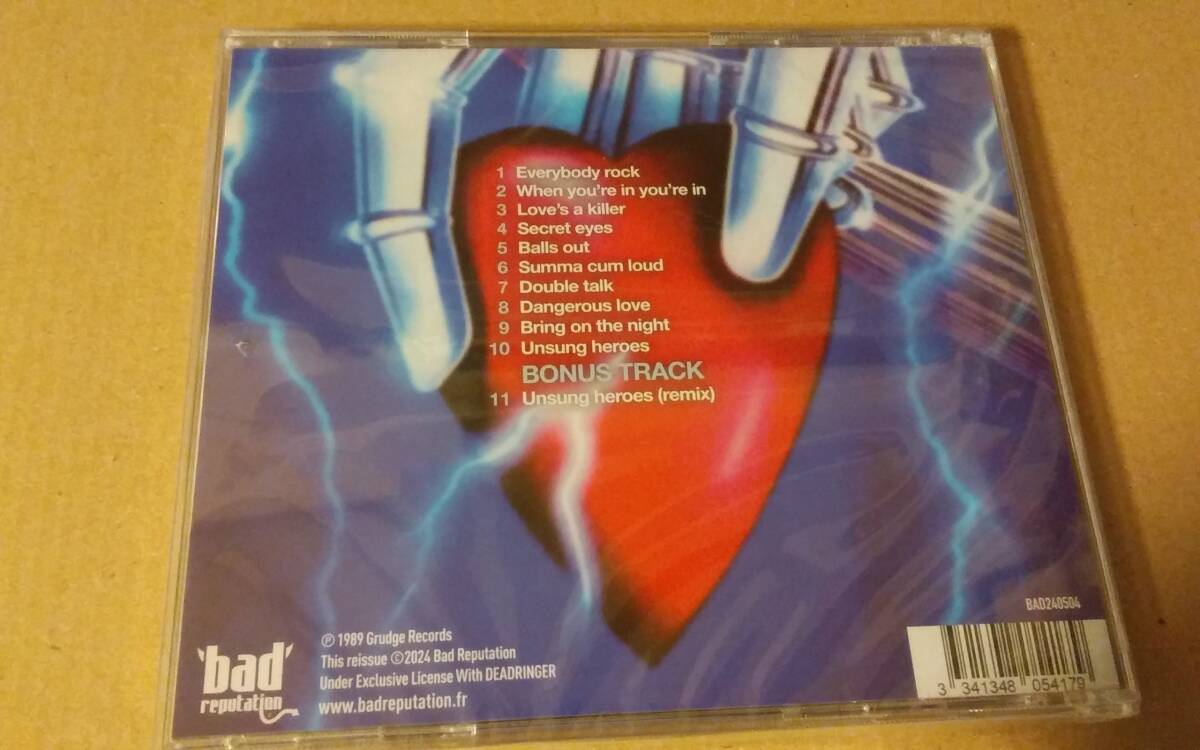 1 Everybody rock
2 When you're in you're in
3 Love's a killer
4 Secret eyes
5 Balls out
6 Summa cum loud
7 Double talk
8 Dangerous love
9 Bring on the night
10 Unsung heroes
BONUS TRACK
11 Unsung heroes (remix)
BAD240504
bad
reputation
℗ 1989 Grudge Records
This reissue ©2024 Bad Reputation
Under Exclusive License With DEADRINGER
www.badreputation.fr
3 341348 054179